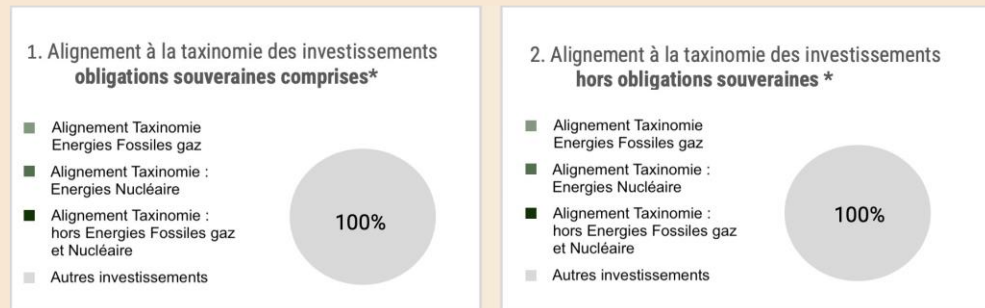 1. Alignement à la taxinomie des investissements
obligations souveraines comprises*
Alignement Taxinomie
Energies Fossiles gaz
Alignement Taxinomie :
Energies Nucléaire
Alignement Taxinomie :
hors Energies Fossiles gaz
et Nucléaire
Autres investissements
100%
2. Alignement à la taxinomie des investissements
hors obligations souveraines *
Alignement Taxinomie
Energies Fossiles gaz
Alignement Taxinomie :
Energies Nucléaire
Alignement Taxinomie :
hors Energies Fossiles gaz
et Nucléaire
Autres investissements
100%